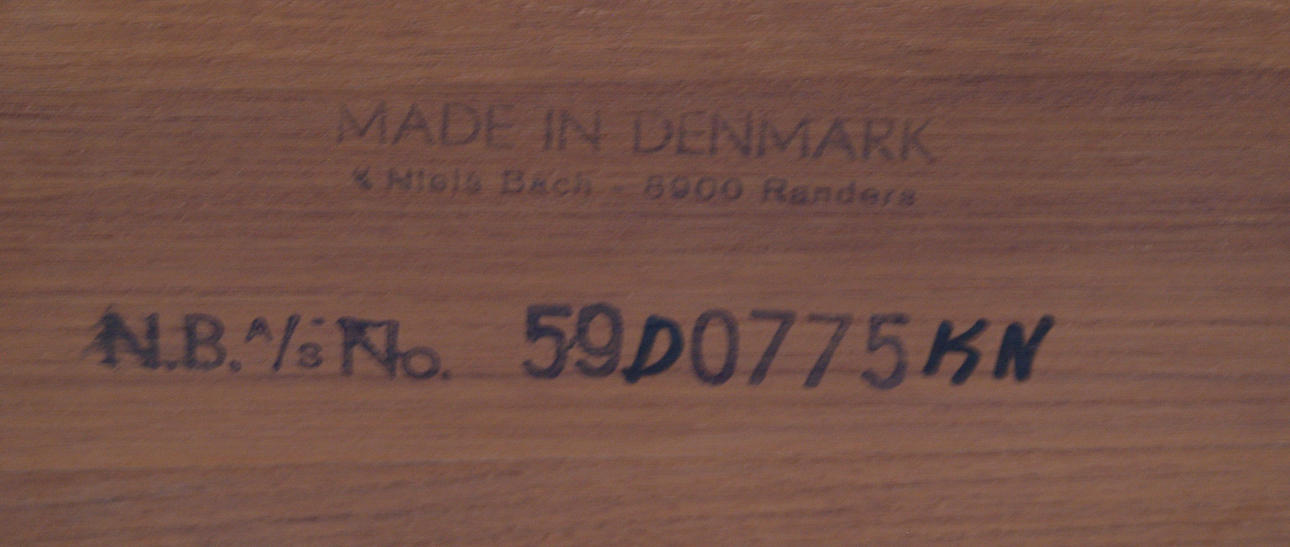 MADE IN DENMARK
% Niels Bach - 8900 Randers
N.B. A/S No. 59D0775KN